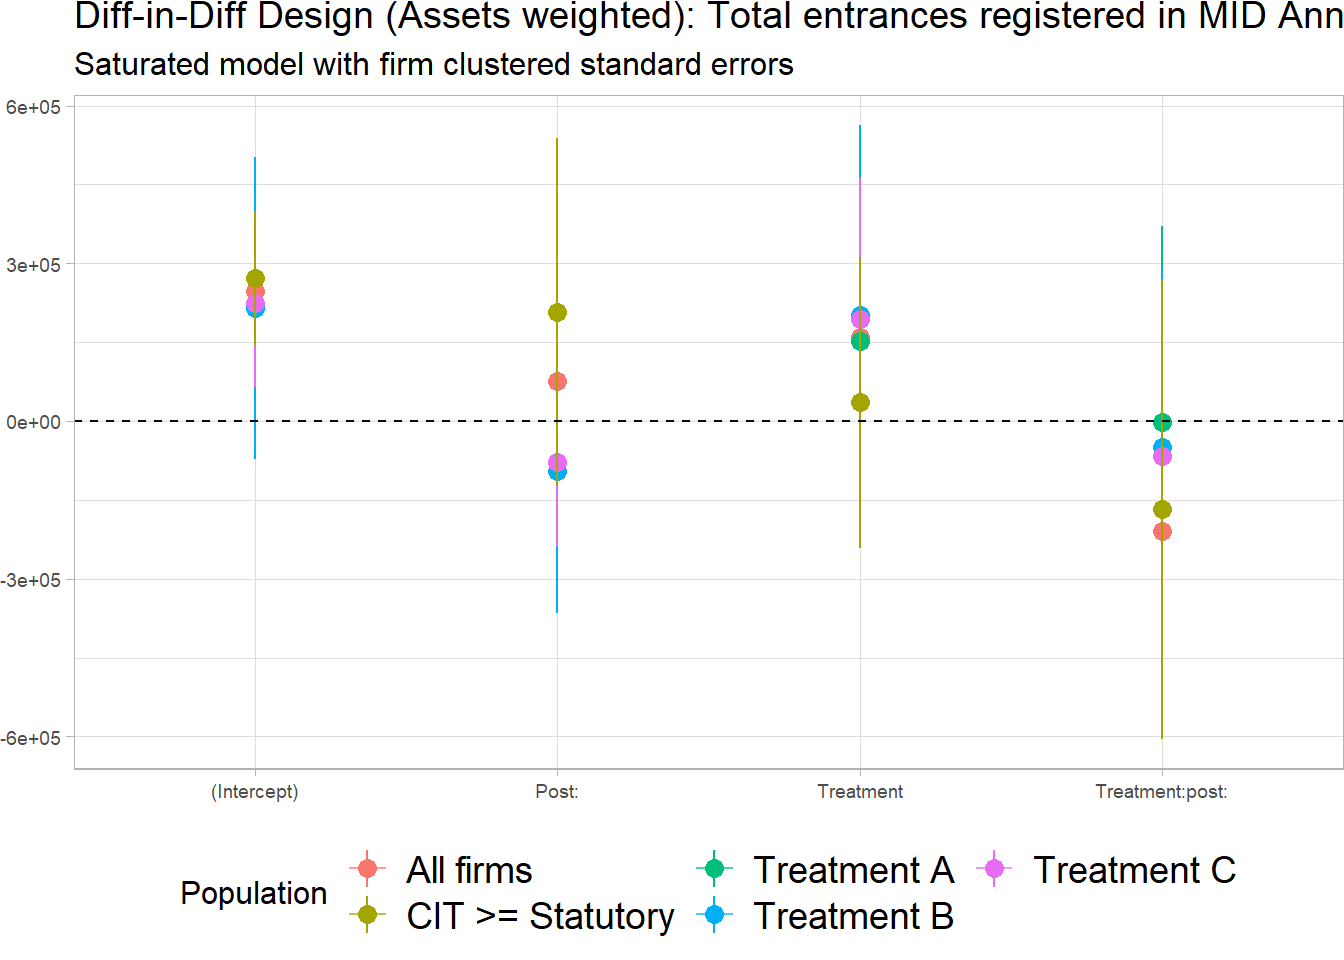 Diff-in-Diff Design (Assets weighted): Total entrances registered in MID Ann
Saturated model with firm clustered standard errors
6e+05
3e+05
0e+00
-3e+05
-6e+05
(Intercept) Post: Treatment Treatment:post:
Population
All firms Treatment A Treatment C
CIT >= Statutory Treatment B